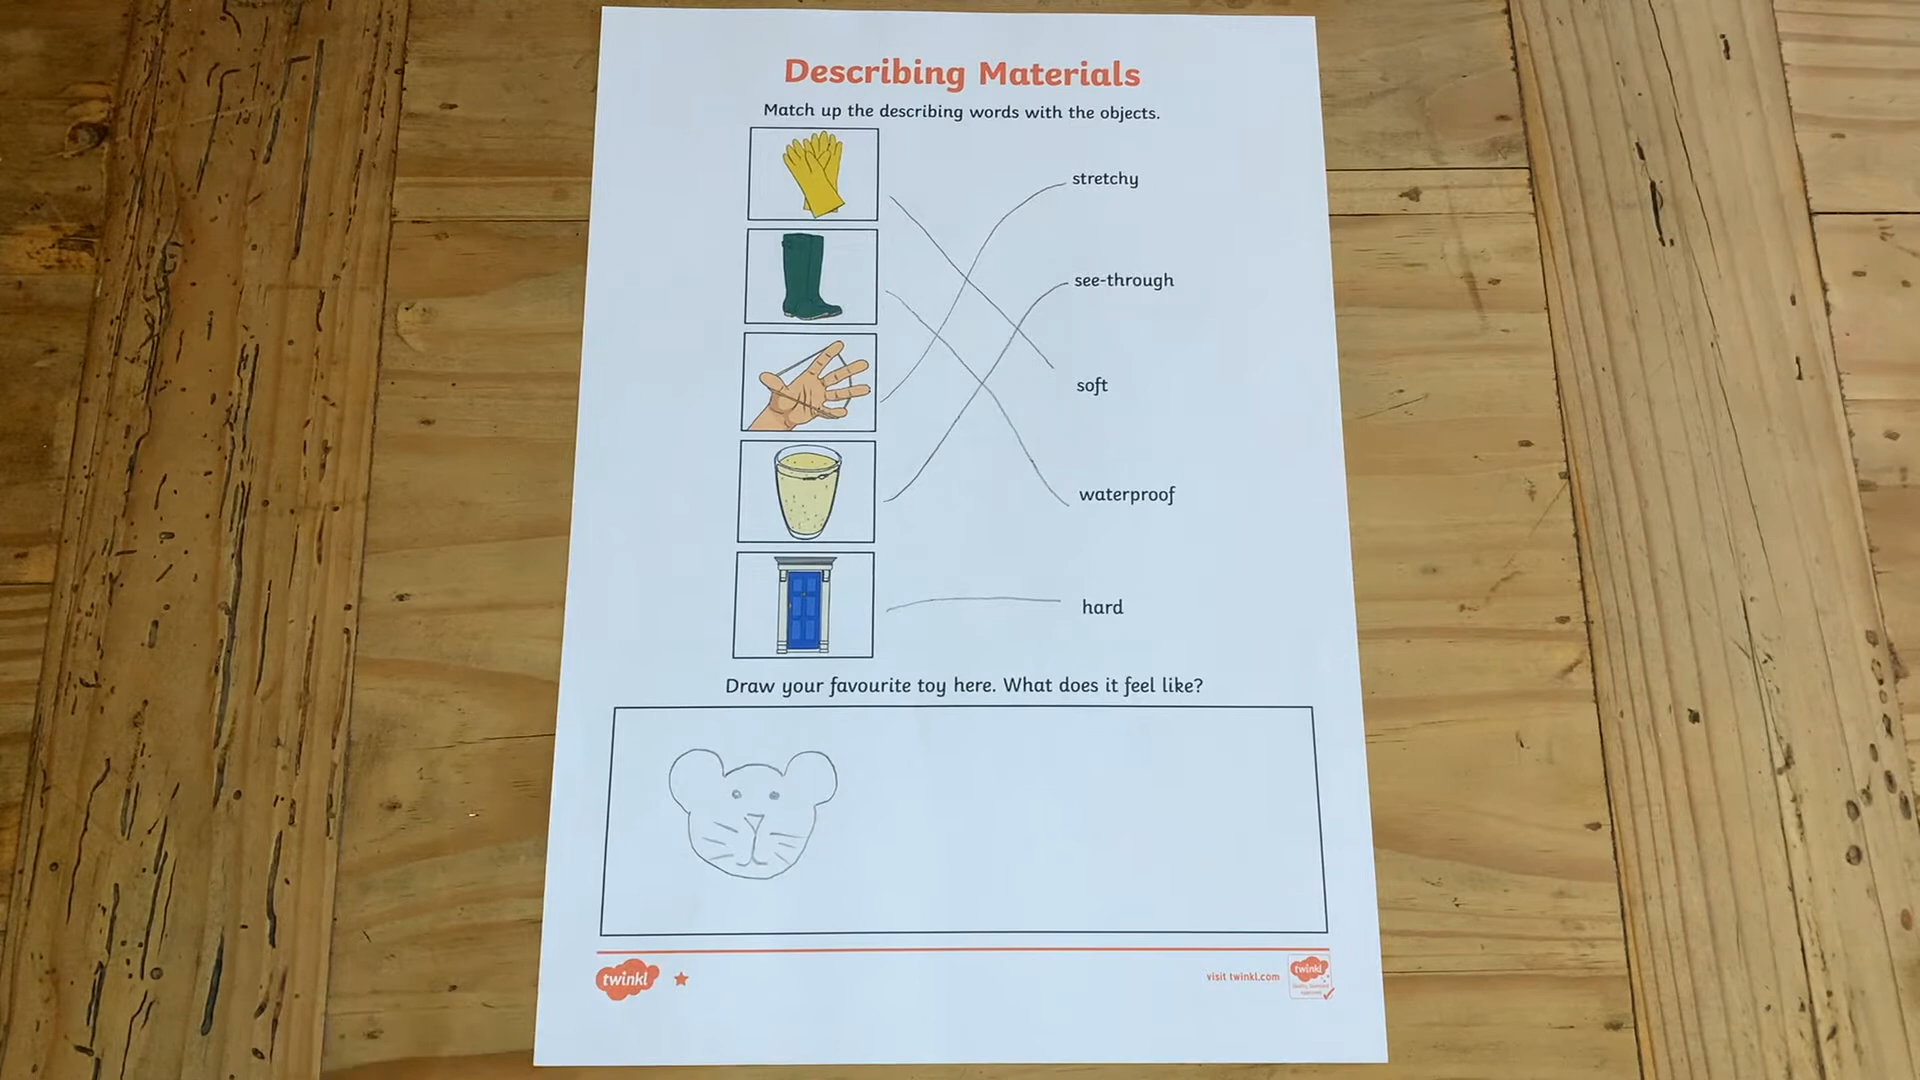 Describing Materials
Match up the describing words with the objects.
stretchy
see-through
soft
waterproof
hard
Draw your favourite toy here. What does it feel like?
twinkl
visit twinkl.com
twinkl